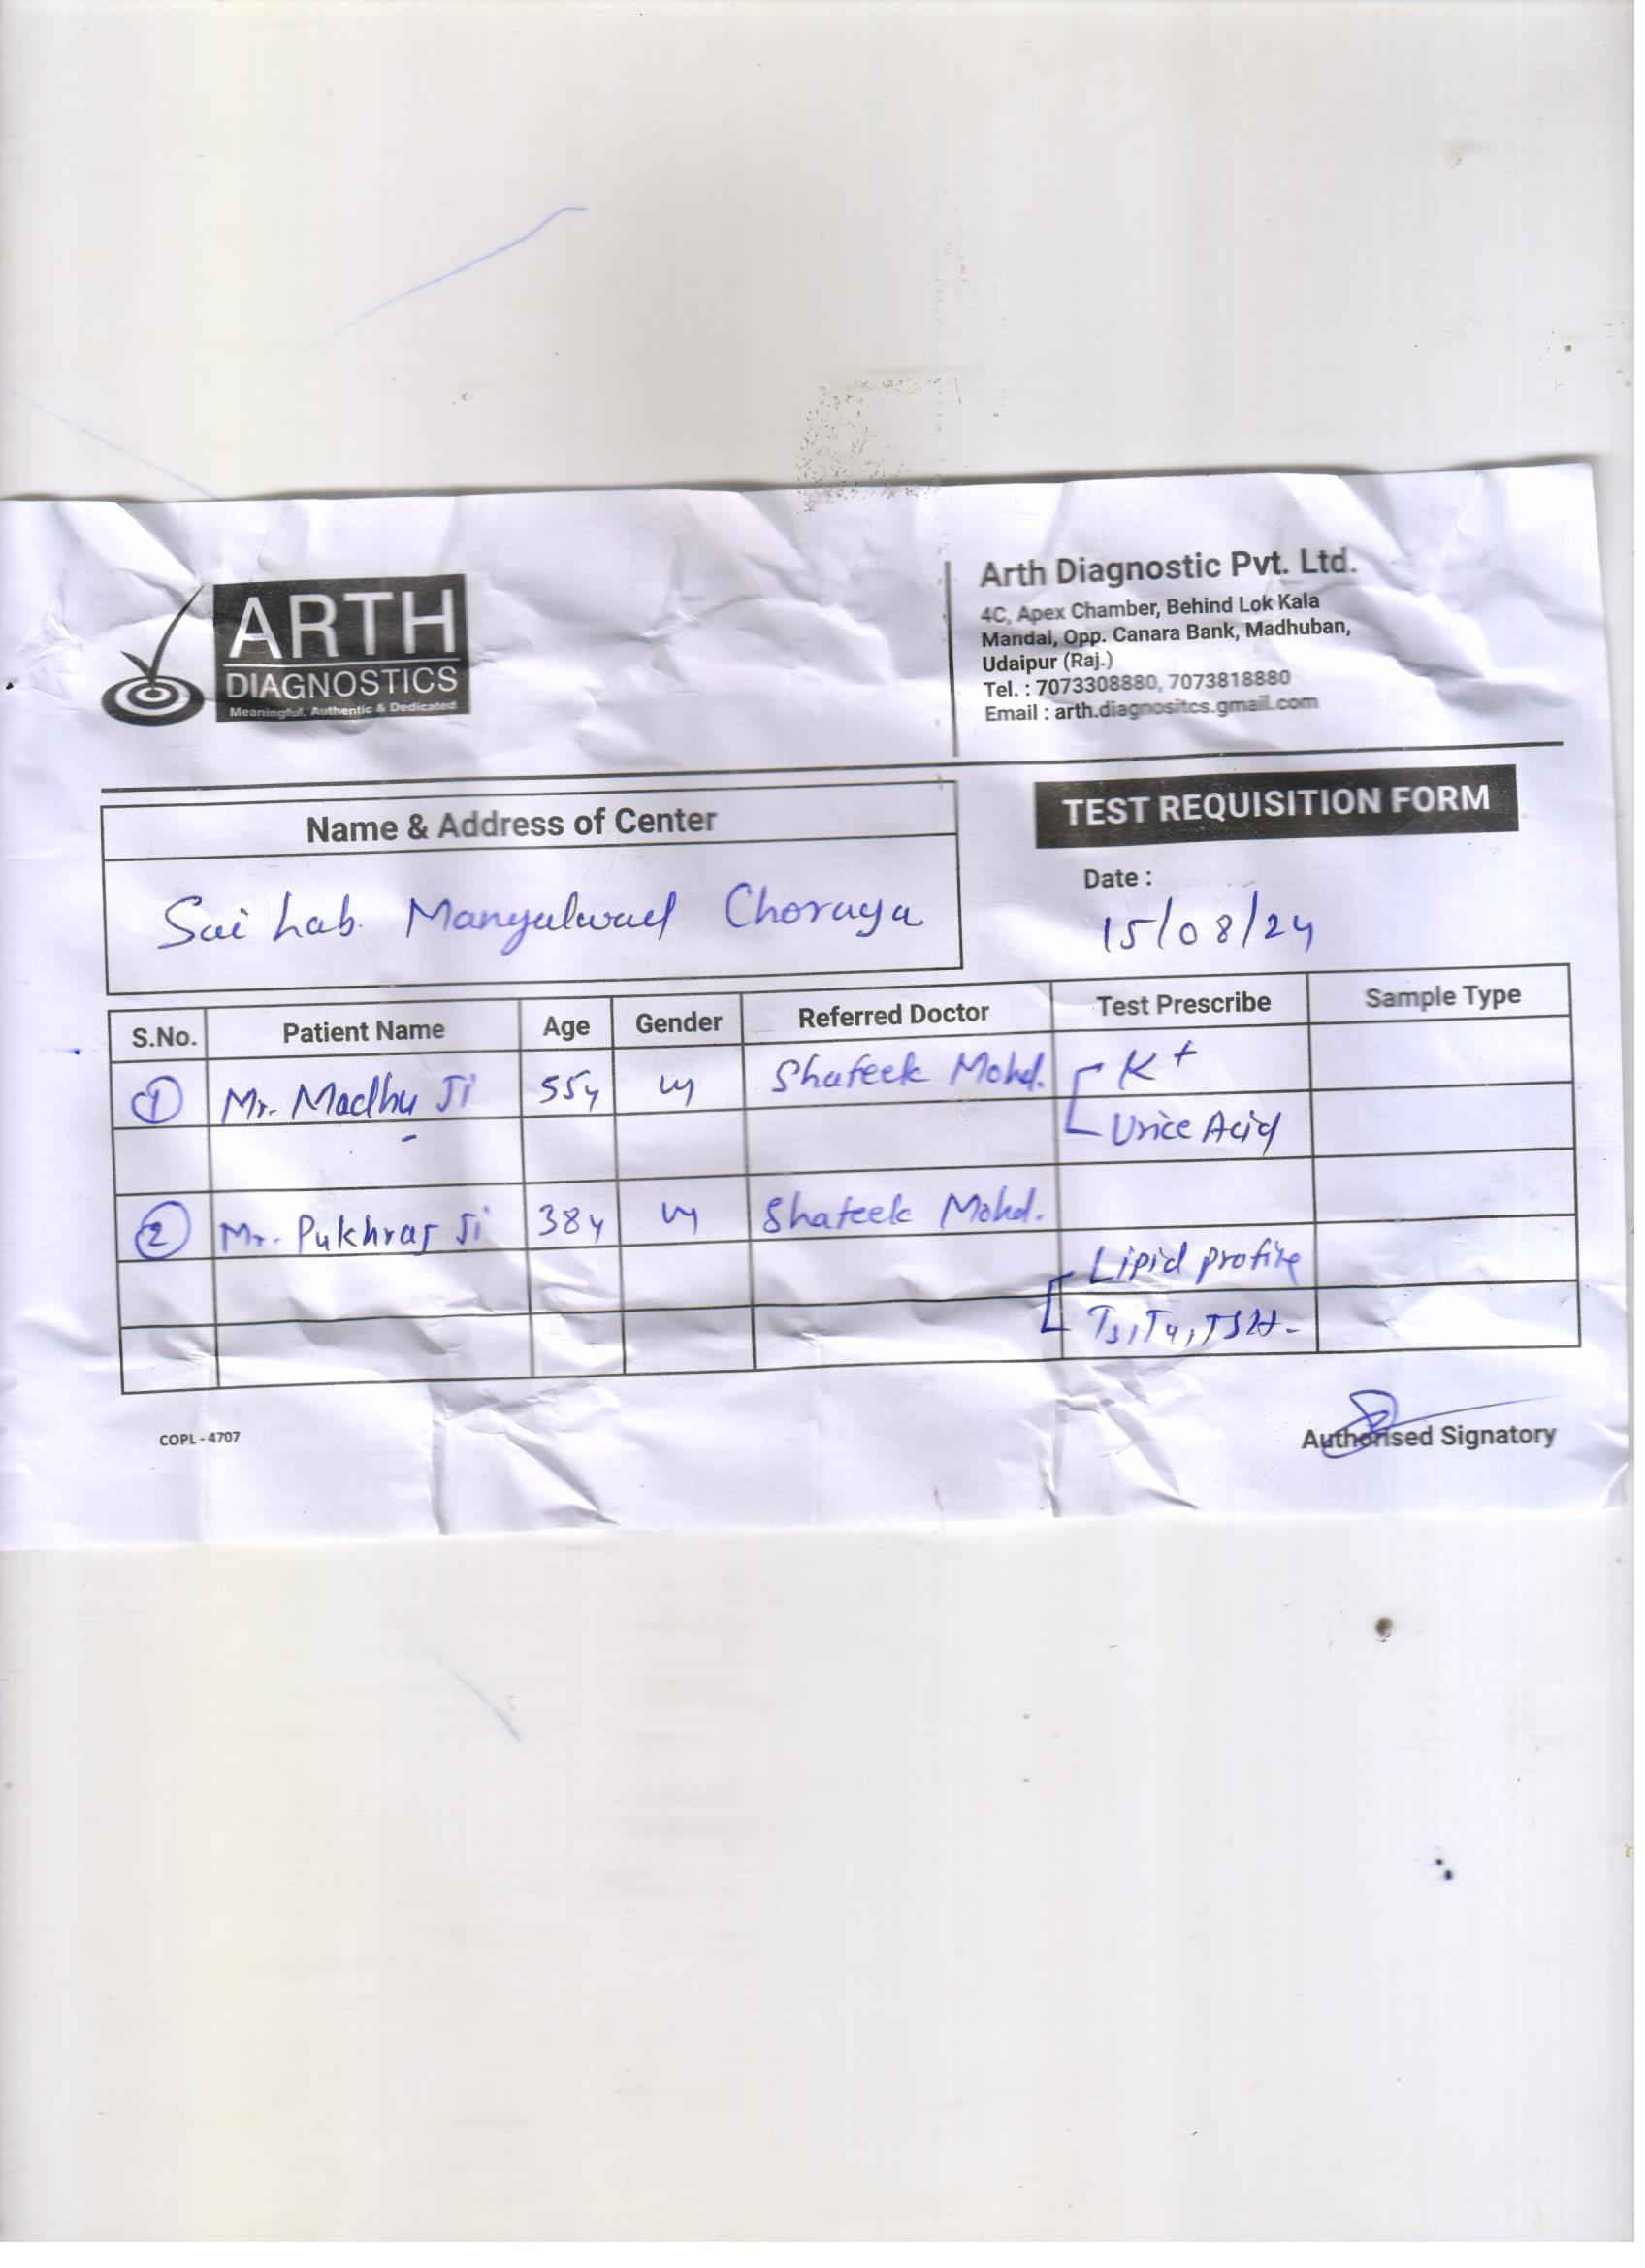 ARTH
DIAGNOSTICS
Meaningful, Authentic & Dedicated
Arth Diagnostic Pvt. Ltd.
4C, Apex Chamber, Behind Lok Kala
Mandal, Opp. Canara Bank, Madhuban,
Udaipur (Raj.)
Tel. : 7073308880, 7073818880
Email : arth.diagnositcs.gmail.com
Name & Address of Center
Sai Lab. Mangalwad Choraya
TEST REQUISITION FORM
Date :
15/08/24
S.No. Patient Name Age Gender Referred Doctor Test Prescribe Sample Type
1 Mr. Madhu Ji 55y M Shafeek Mohd. K+
Urice Acid
2 Mr. Pukhraj Ji 38y M Shafeek Mohd.
Lipid profile
T3, T4, TSH-
COPL - 4707
Authorised Signatory